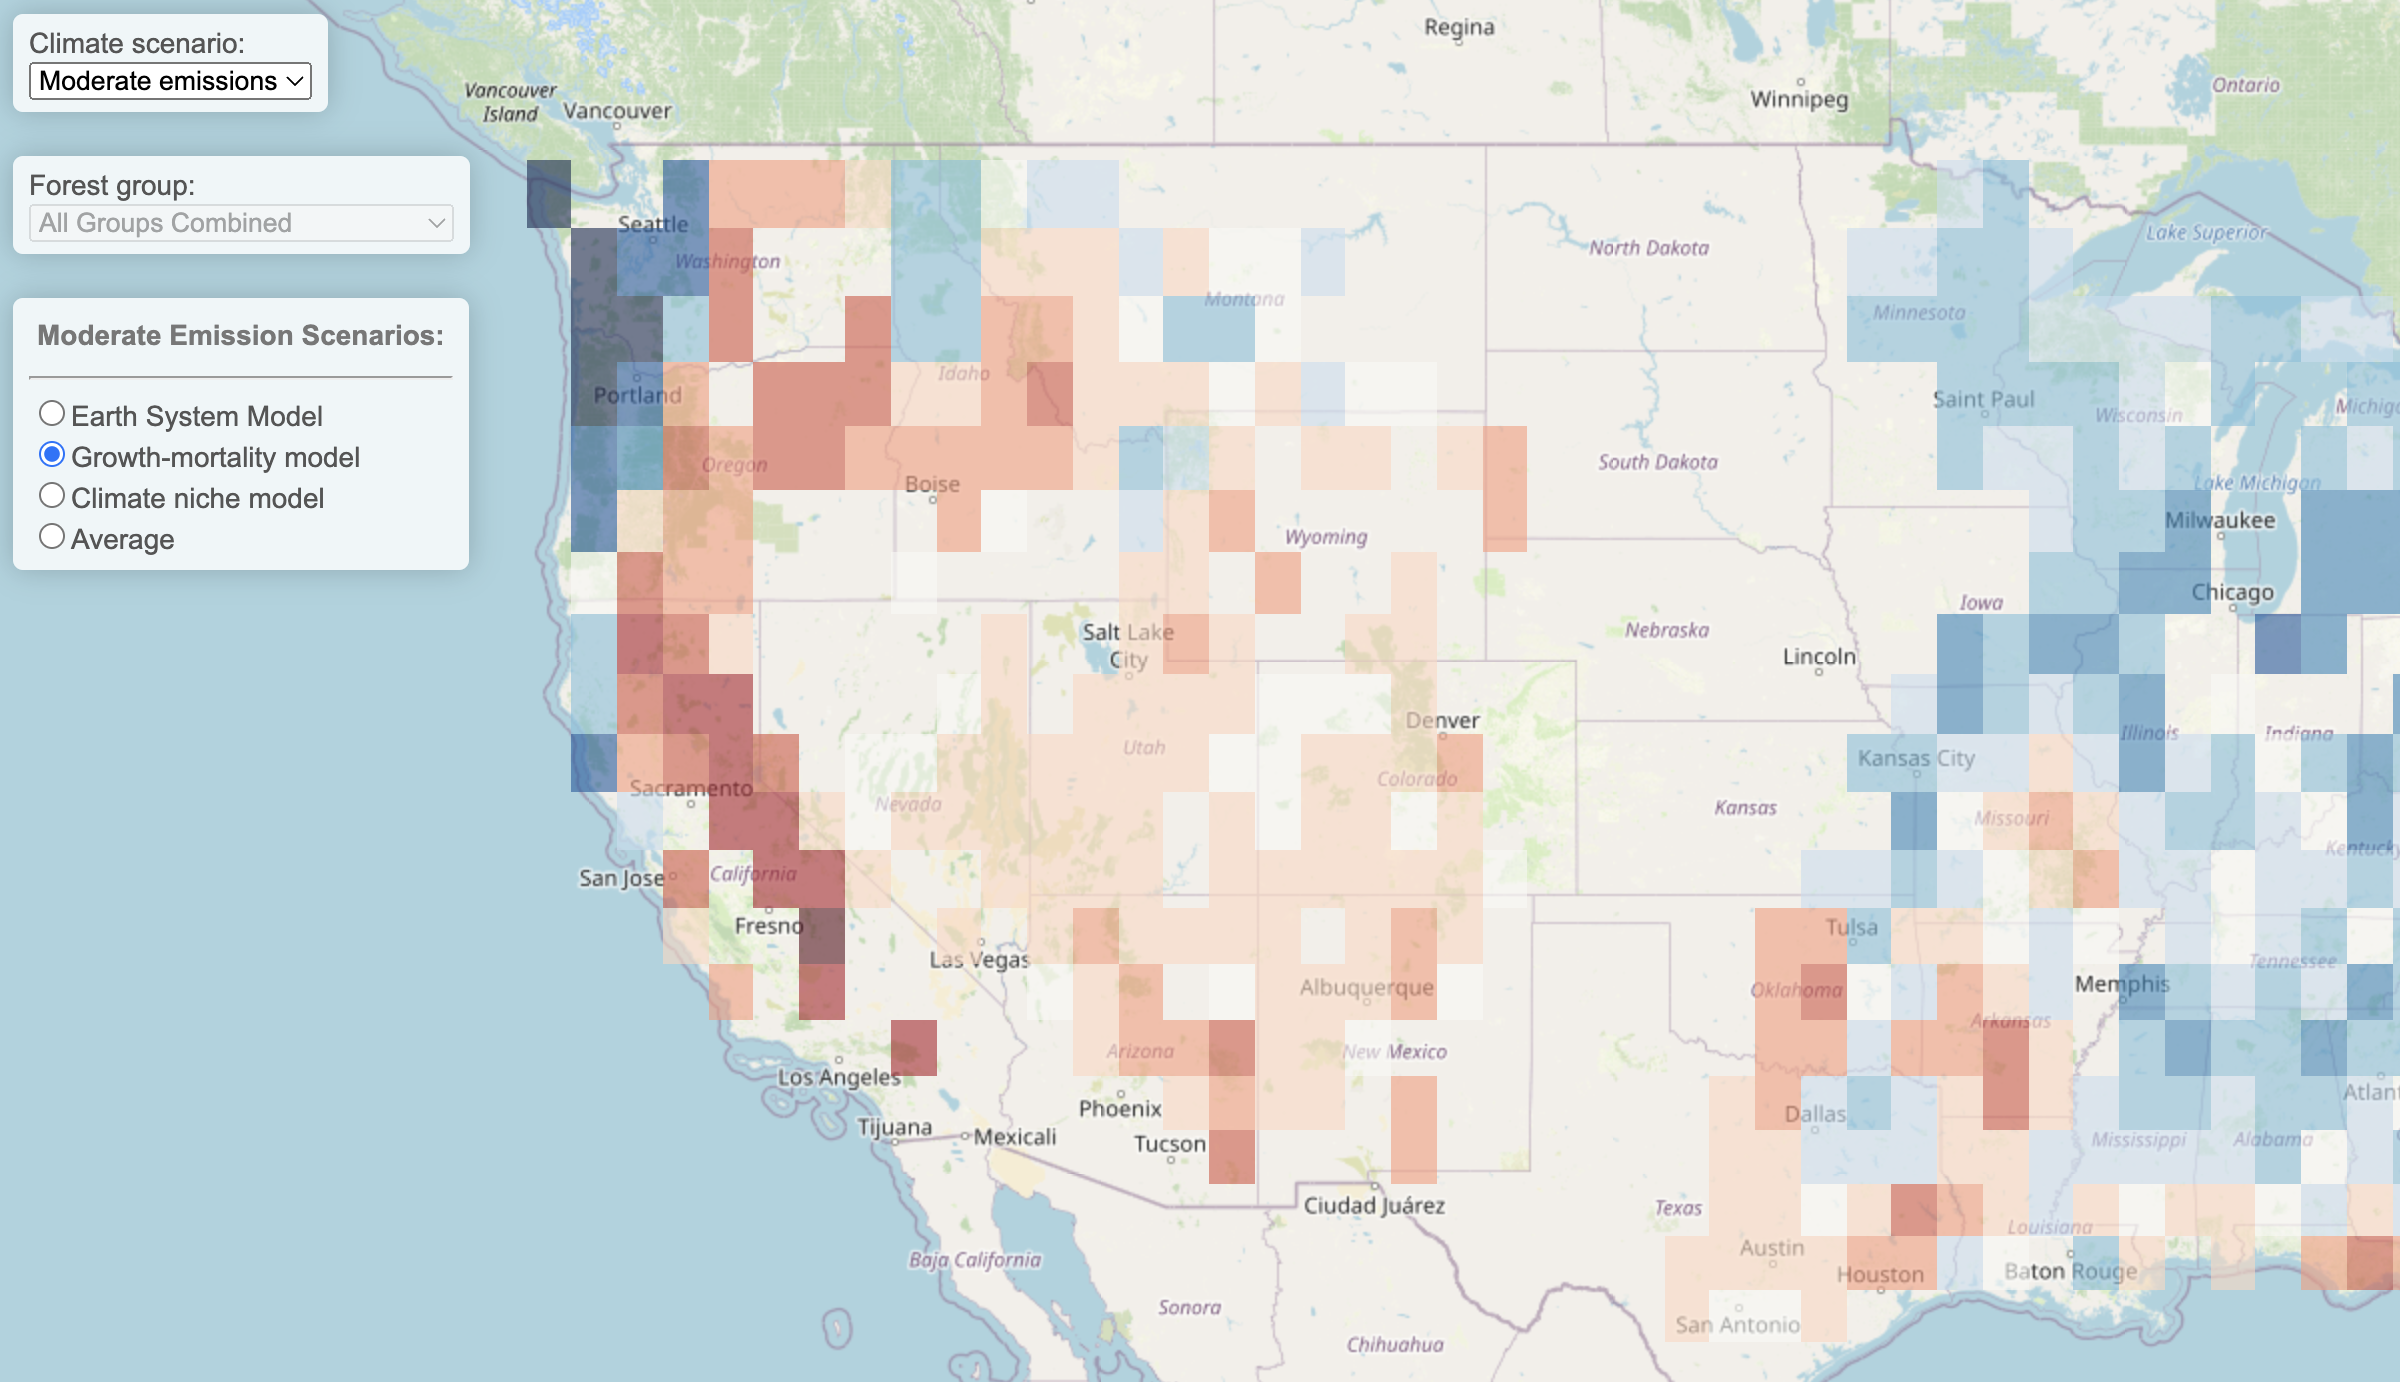 Climate scenario:
Moderate emissions
Forest group:
All Groups Combined
Moderate Emission Scenarios:
Earth System Model
Growth-mortality model
Climate niche model
Average
Regina
Vancouver
Island
Vancouver
Winnipeg
Ontario
Seattle
Washington
Montana
North Dakota
Lake Superior
Minnesota
Portland
Idaho
Saint Paul
Wisconsin
Oregon
Boise
South Dakota
Lake Michigan
Wyoming
Milwaukee
Iowa
Chicago
Salt Lake
City
Nebraska
Lincoln
Denver
Utah
Illinois
Indiana
Sacramento
Nevada
Colorado
Kansas City
Kansas
Missouri
Kentucky
San Jose
California
Fresno
Las Vegas
Tulsa
Tennessee
Albuquerque
Oklahoma
Memphis
Arkansas
Los Angeles
Arizona
New Mexico
Phoenix
Dallas
Atlant
Tijuana
Mexicali
Tucson
Mississippi
Alabama
Ciudad Juárez
Texas
Louisiana
Baja California
Austin
Houston
Baton Rouge
Sonora
San Antonio
Chihuahua